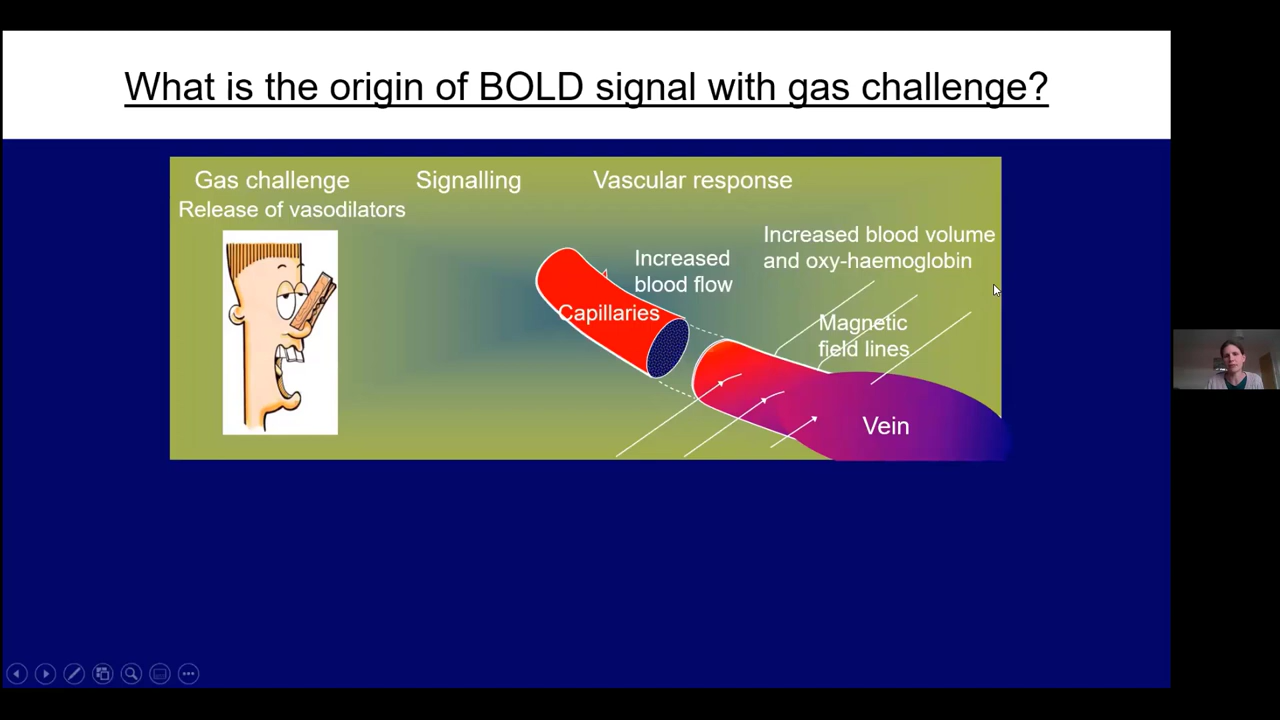 What is the origin of BOLD signal with gas challenge?
Gas challenge
Signalling
Vascular response
Release of vasodilators
Increased blood volume
and oxy-haemoglobin
Increased
blood flow
Capillaries
Magnetic
field lines
Vein